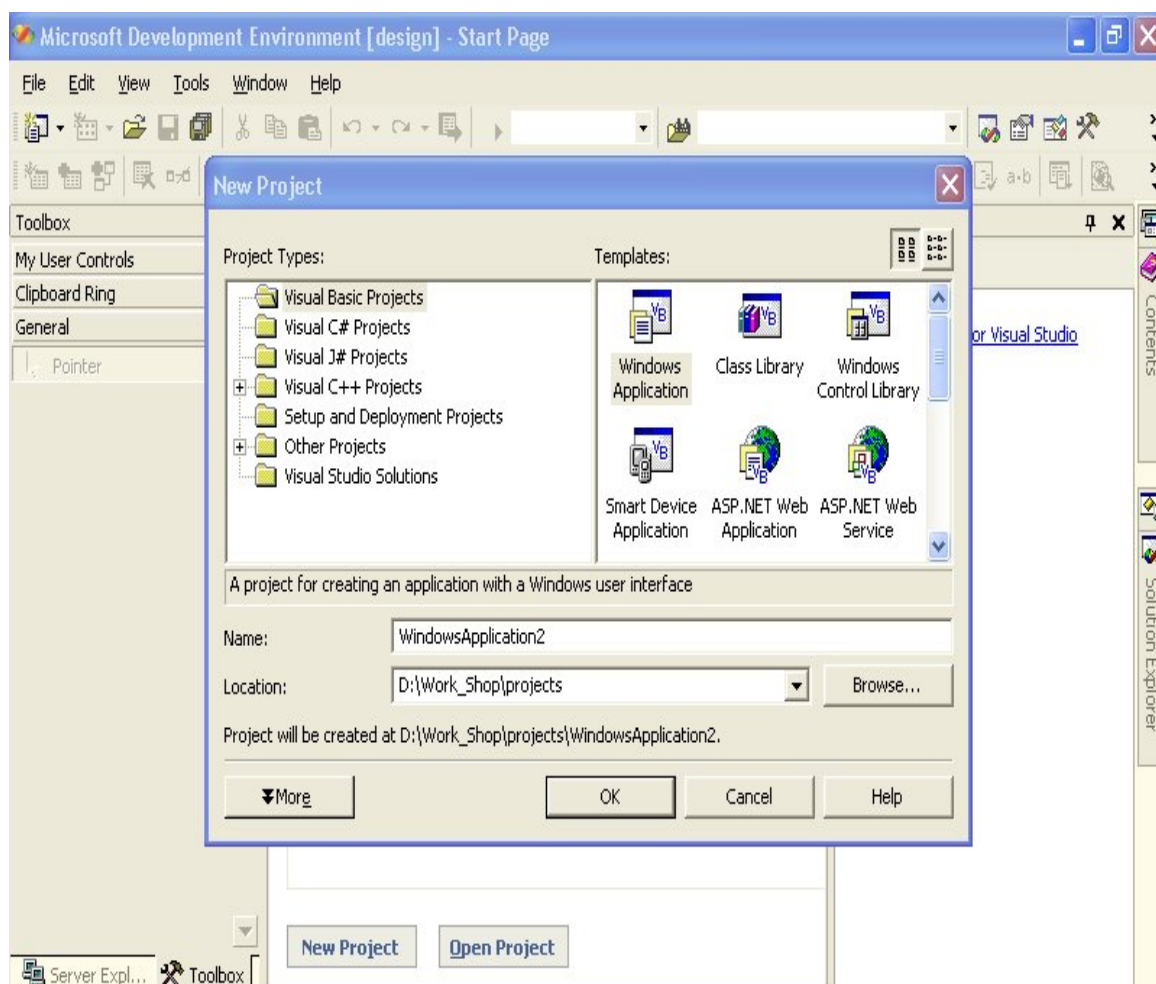 Microsoft Development Environment [design] - Start Page
File Edit View Tools Window Help
a-b
New Project
Toolbox
My User Controls
Clipboard Ring
General
Pointer
Project Types:
Templates:
Visual Basic Projects
Visual C# Projects
Visual J# Projects
Visual C++ Projects
Setup and Deployment Projects
Other Projects
Visual Studio Solutions
Windows Application
Class Library
Windows Control Library
Smart Device Application
ASP.NET Web Application
ASP.NET Web Service
or Visual Studio
Contents
Solution Explorer
A project for creating an application with a Windows user interface
Name: WindowsApplication2
Location: D:\Work_Shop\projects Browse...
Project will be created at D:\Work_Shop\projects\WindowsApplication2.
More OK Cancel Help
New Project Open Project
Server Expl... Toolbox